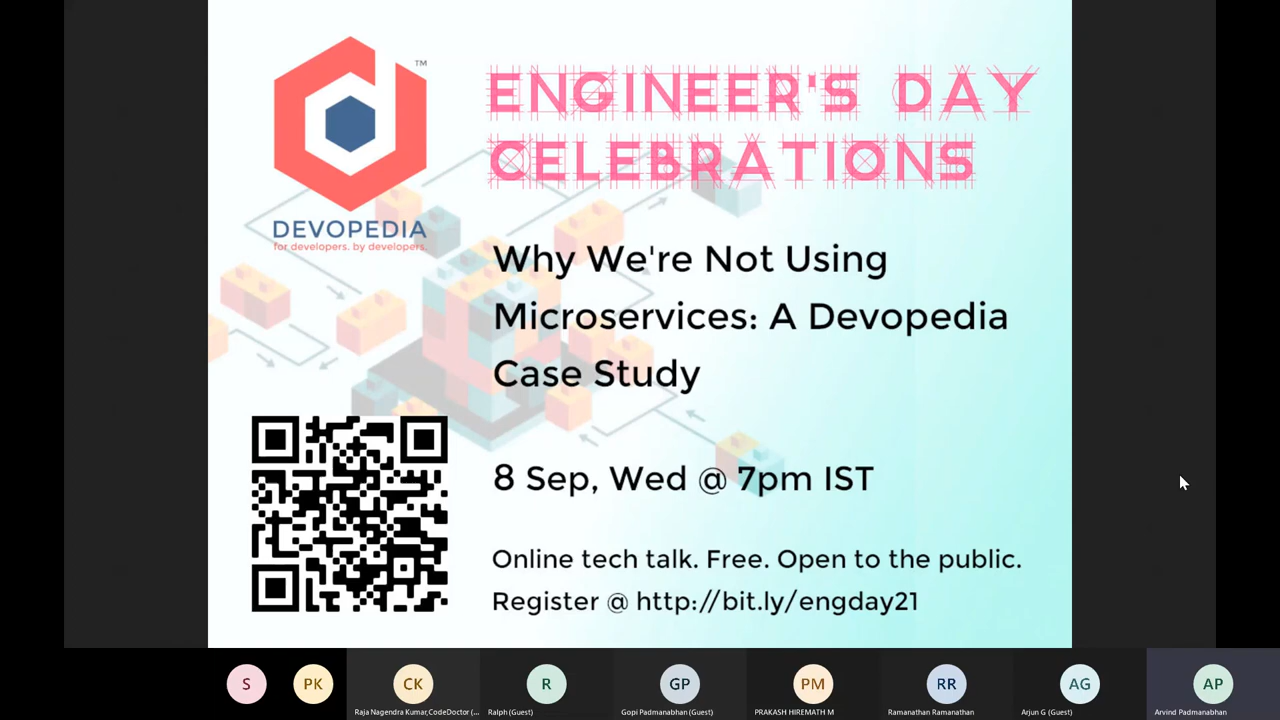 TM
ENGINEER'S DAY
CELEBRATIONS
DEVOPEDIA
for developers. by developers.
Why We're Not Using
Microservices: A Devopedia
Case Study
8 Sep, Wed @ 7pm IST
Online tech talk. Free. Open to the public.
Register @ http://bit.ly/engday21
S
PK
CK
R
GP
PM
RR
AG
AP
Raja Nagendra Kumar,CodeDoctor (...
Ralph (Guest)
Gopi Padmanabhan (Guest)
PRAKASH HIREMATH M
Ramanathan Ramanathan
Arjun G (Guest)
Arvind Padmanabhan